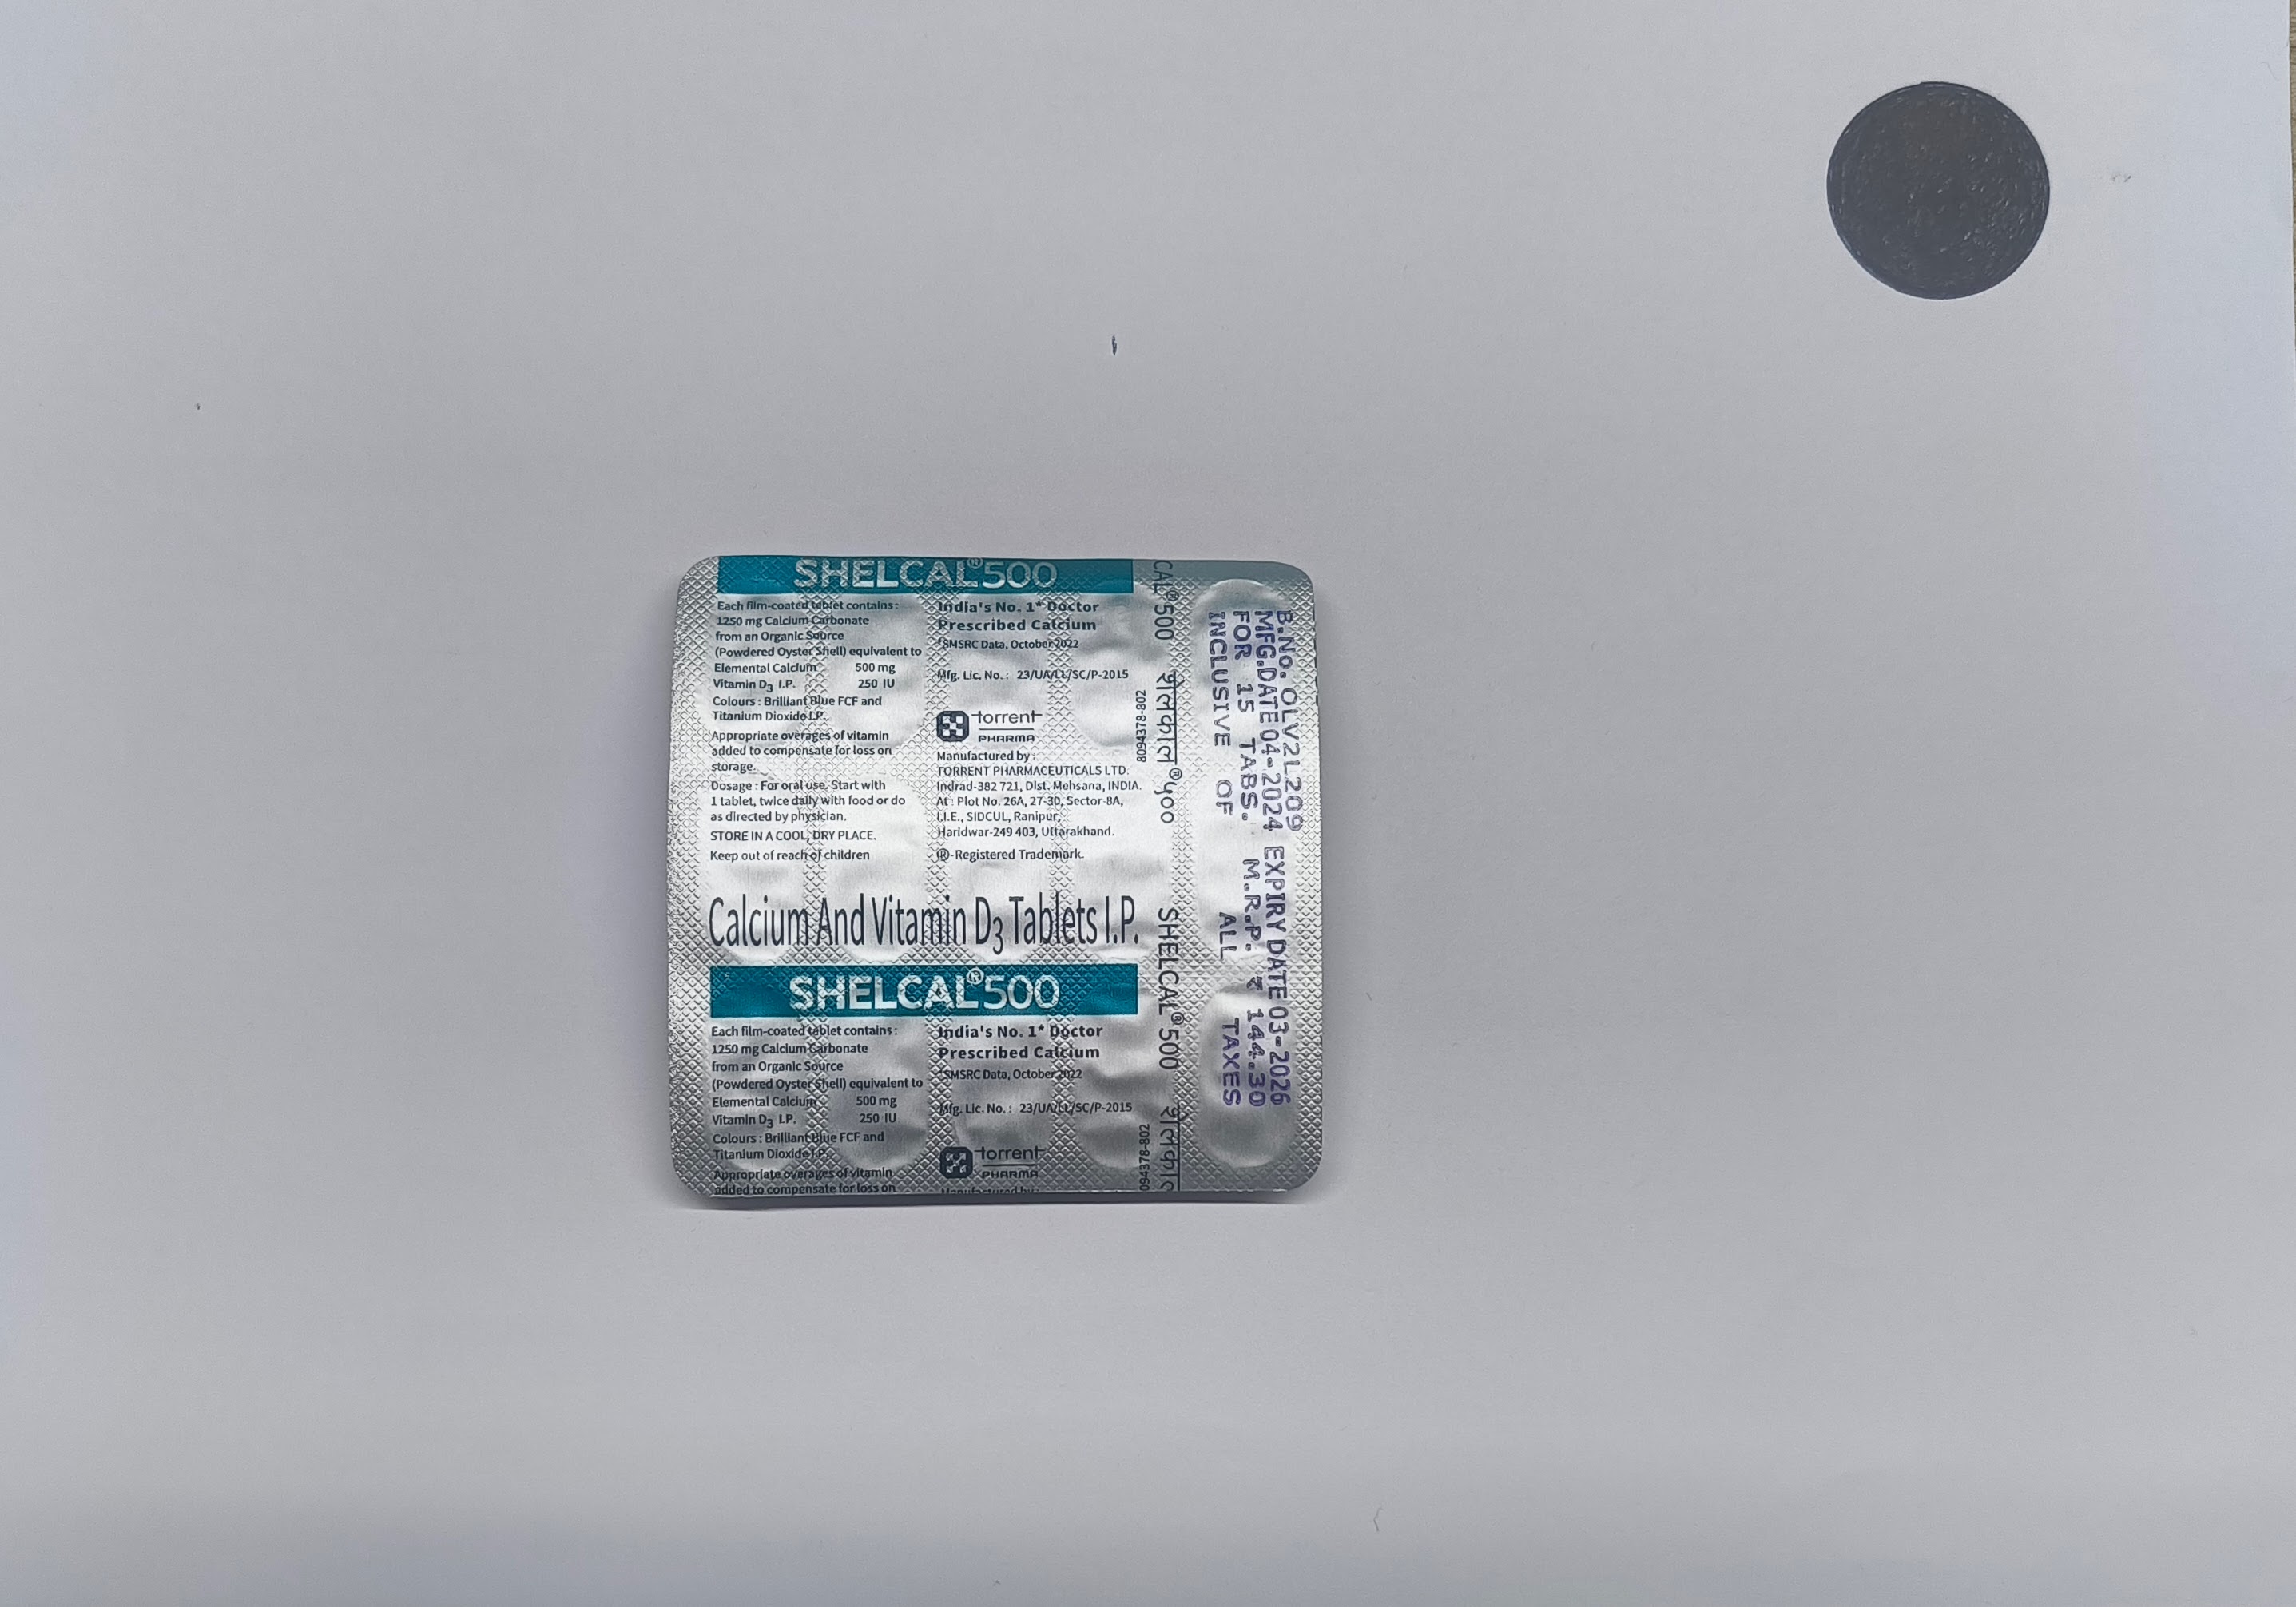 SHELCAL®500
Each film-coated tablet contains :
1250 mg Calcium Carbonate
from an Organic Source
(Powdered Oyster Shell) equivalent to
Elemental Calcium 500 mg
Vitamin D3 I.P. 250 IU
Colours : Brilliant Blue FCF and
Titanium Dioxide I.P.
Appropriate overages of vitamin
added to compensate for loss on
storage.
Dosage : For oral use. Start with
1 tablet, twice daily with food or do
as directed by physician.
STORE IN A COOL, DRY PLACE.
Keep out of reach of children
India's No. 1* Doctor
Prescribed Calcium
*SMSRC Data, October 2022
Mfg. Lic. No. : 23/UA/LL/SC/P-2015
torrent
PHARMA
Manufactured by :
TORRENT PHARMACEUTICALS LTD.
Indrad-382 721, Dist. Mehsana, INDIA.
At : Plot No. 26A, 27-30, Sector-8A,
I.I.E., SIDCUL, Ranipur,
Haridwar-249 403, Uttarakhand.
®-Registered Trademark.
Calcium And Vitamin D3 Tablets I.P.
SHELCAL®500
Each film-coated tablet contains :
1250 mg Calcium Carbonate
from an Organic Source
(Powdered Oyster Shell) equivalent to
Elemental Calcium 500 mg
Vitamin D3 I.P. 250 IU
Colours : Brilliant Blue FCF and
Titanium Dioxide I.P.
Appropriate overages of vitamin
added to compensate for loss on
India's No. 1* Doctor
Prescribed Calcium
*SMSRC Data, October 2022
Mfg. Lic. No. : 23/UA/LL/SC/P-2015
torrent
PHARMA
Manufactured by :
8094378-802
094378-802
CAL®500 शेलकाल®५०० SHELCAL®500 शेलकाल
B.No. OLV2L209
MFG.DATE 04-2024 EXPIRY DATE 03-2026
FOR 15 TABS. M.R.P. ₹ 144.30
INCLUSIVE OF ALL TAXES